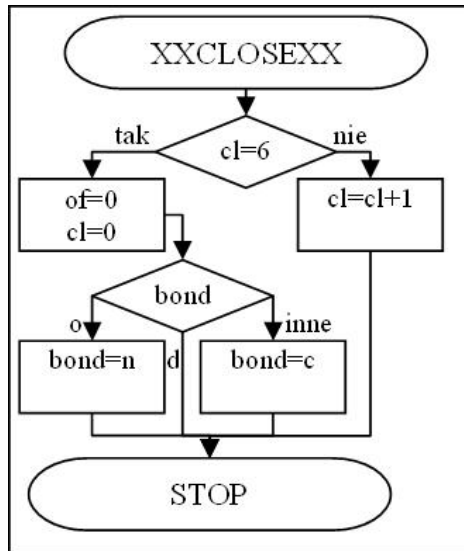 XXCLOSEXX
tak
nie
cl=6
of=0
cl=0
cl=cl+1
bond
o
inne
bond=n
d
bond=c
STOP